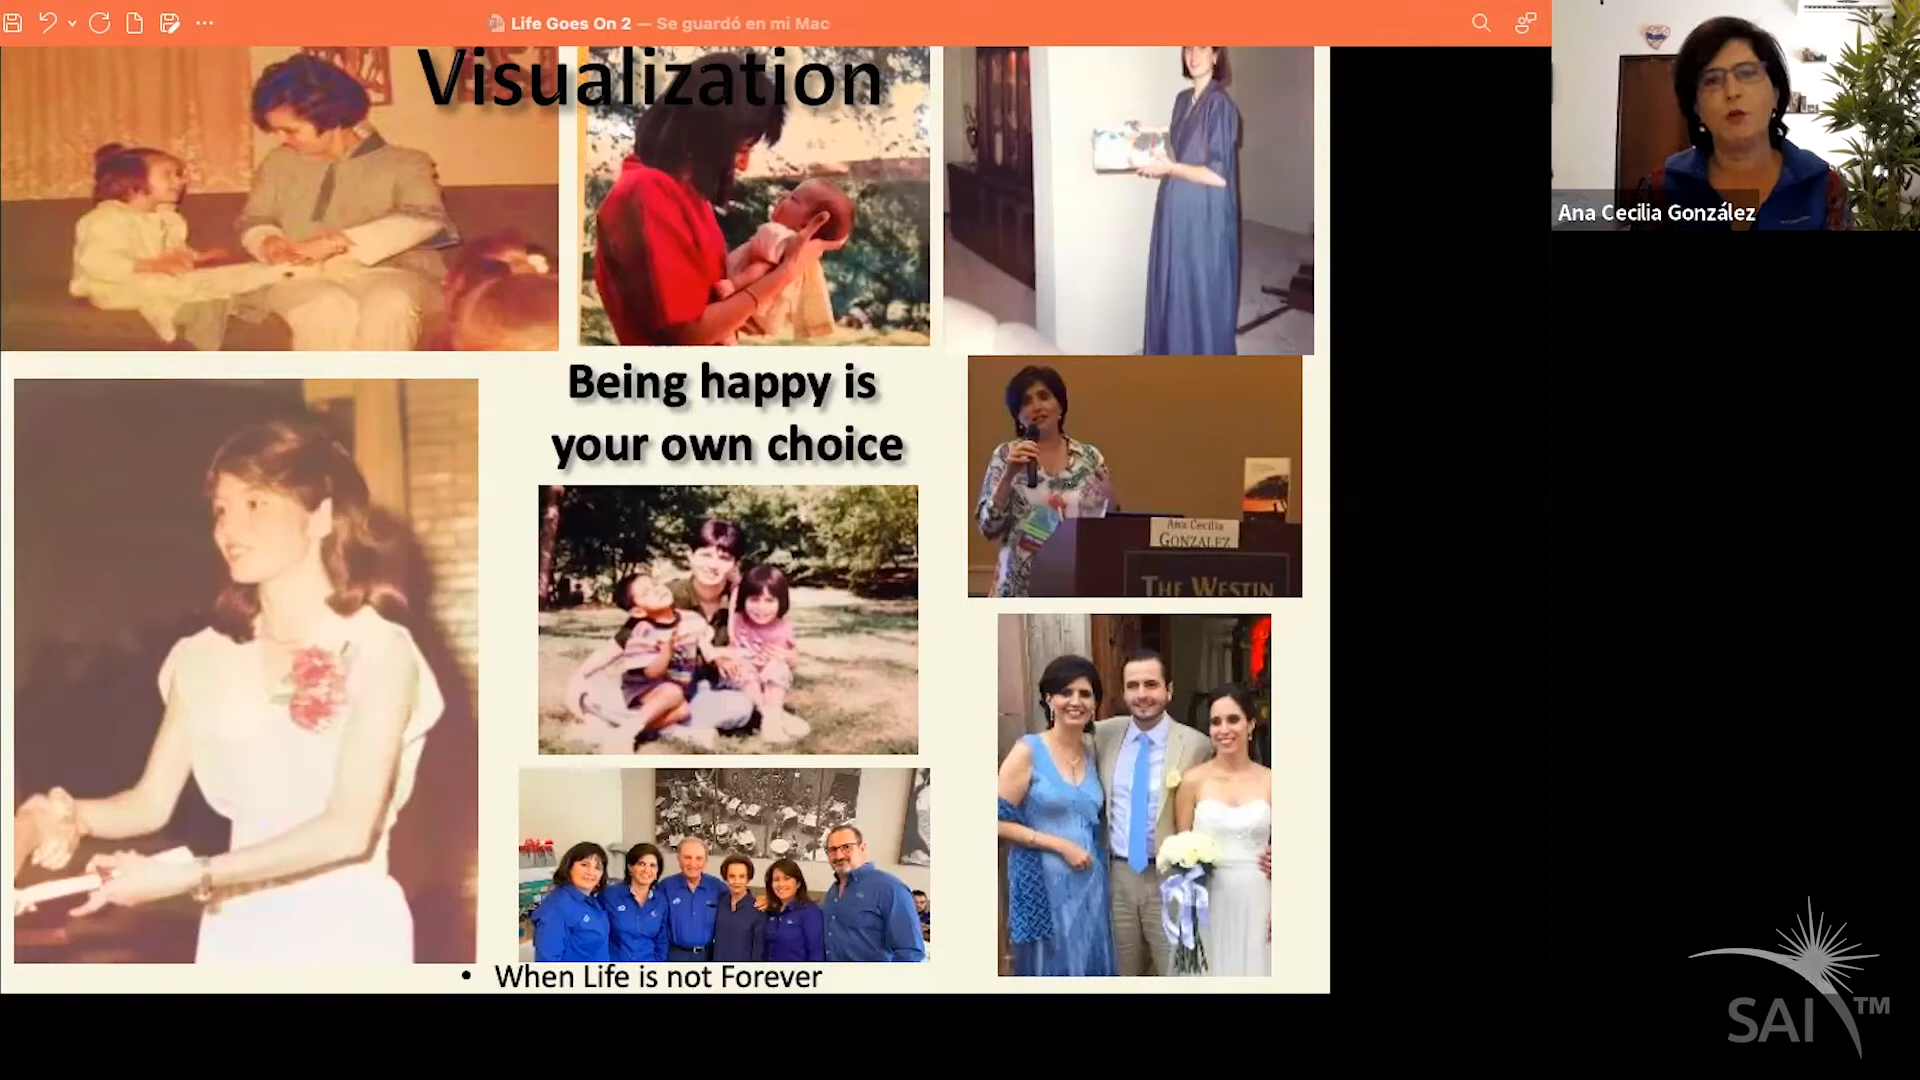 Life Goes On 2 — Se guardó en mi Mac
Visualization
Ana Cecilia González
Being happy is
your own choice
Ana Cecilia
GONZALEZ
THE WESTIN
When Life is not Forever
SAI™